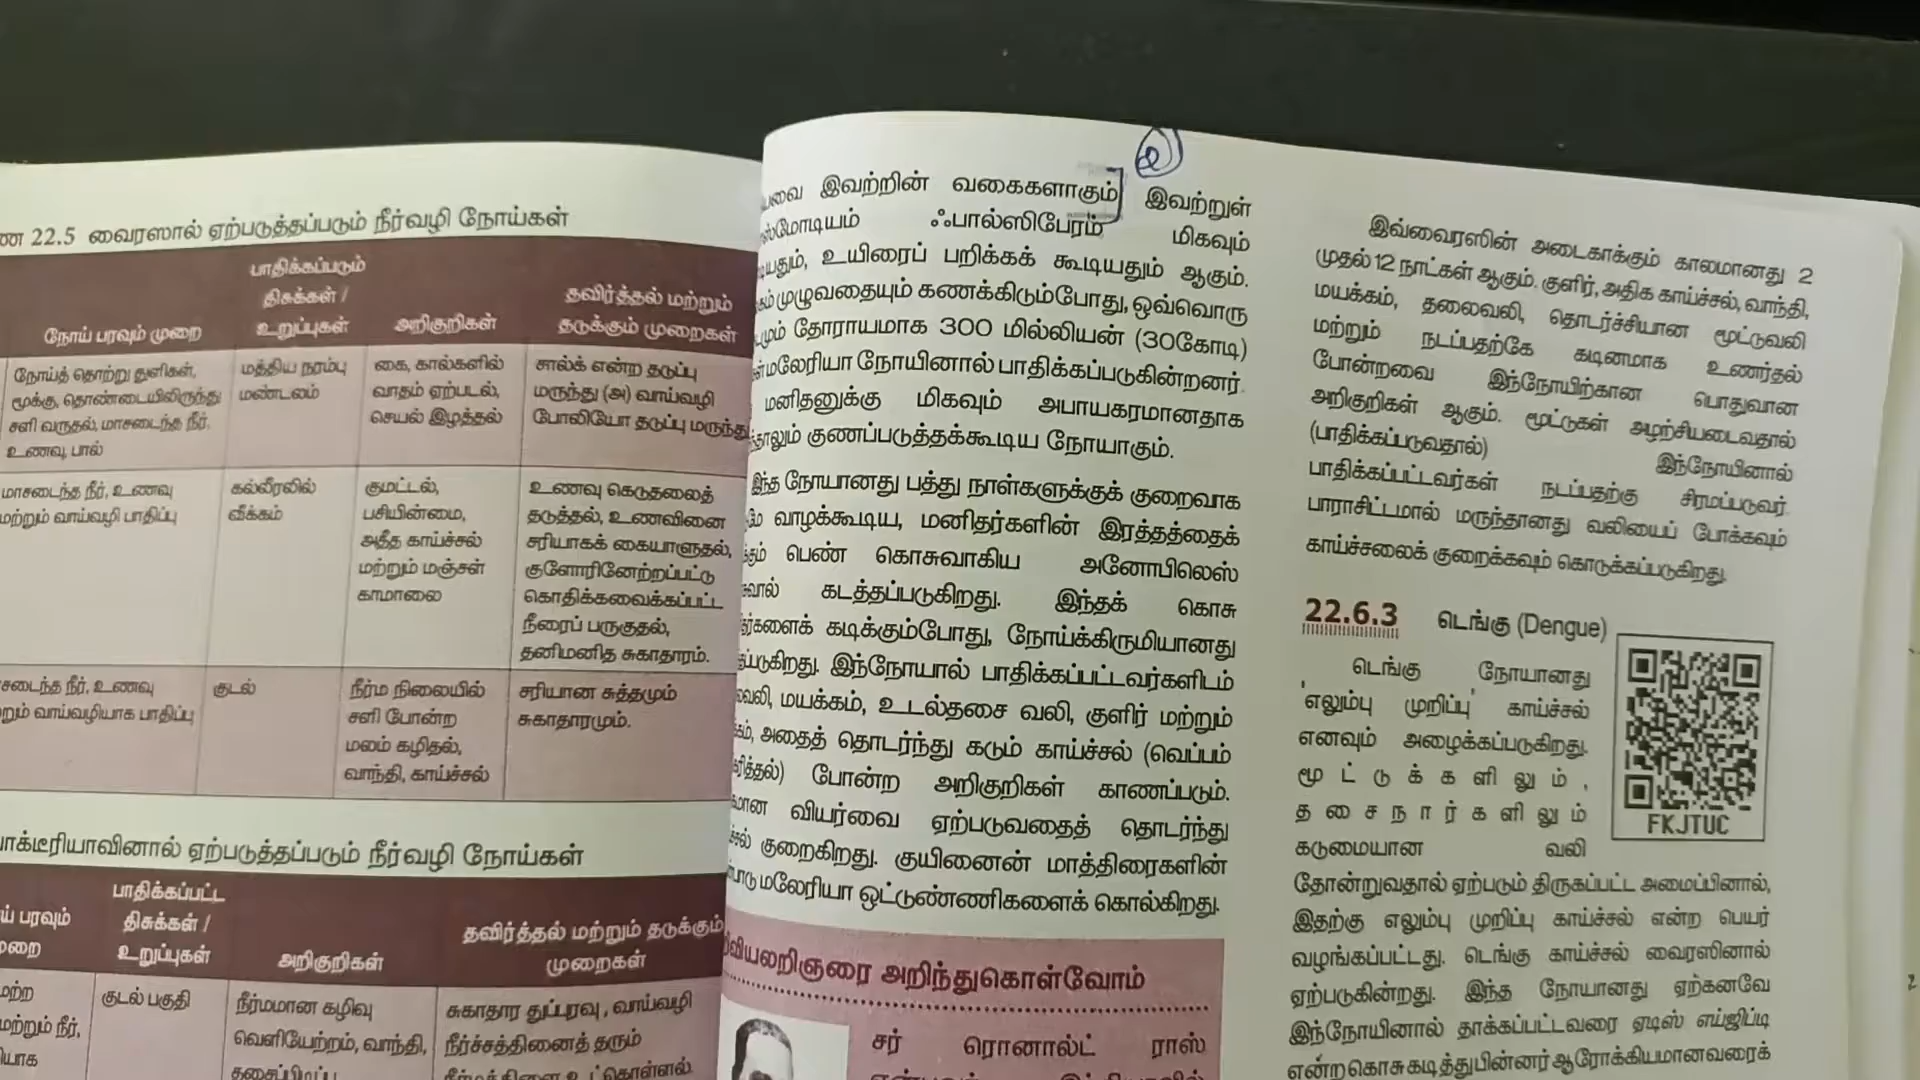 22.5 வைரஸால் ஏற்படுத்தப்படும் நீர்வழி நோய்கள்
நோய் பரவும் முறை
பாதிக்கப்படும்
திசுக்கள் /
உறுப்புகள்
அறிகுறிகள்
தவிர்த்தல் மற்றும்
தடுக்கும் முறைகள்
நோய்த் தொற்று துளிகள்,
மூக்கு, தொண்டையிலிருந்து
சளி வருதல், மாசடைந்த நீர்,
உணவு, பால்
மத்திய நரம்பு
மண்டலம்
கை, கால்களில்
வாதம் ஏற்படல்,
செயல் இழத்தல்
சால்க் என்ற தடுப்பு
மருந்து (அ) வாய்வழி
போலியோ தடுப்பு மருந்து
மாசடைந்த நீர், உணவு
மற்றும் வாய்வழி பாதிப்பு
கல்லீரலில்
வீக்கம்
குமட்டல்,
பசியின்மை,
அதீத காய்ச்சல்
மற்றும் மஞ்சள்
காமாலை
உணவு கெடுதலைத்
தடுத்தல், உணவினை
சரியாகக் கையாளுதல்,
குளோரினேற்றப்பட்டு
கொதிக்கவைக்கப்பட்ட
நீரைப் பருகுதல்,
தனிமனித சுகாதாரம்.
நீர், உணவு
வாய்வழியாக பாதிப்பு
குடல்
நீர்ம நிலையில்
சளி போன்ற
மலம் கழிதல்,
வாந்தி, காய்ச்சல்
சரியான சுத்தமும்
சுகாதாரமும்.
ஏற்படுத்தப்படும் நீர்வழி நோய்கள்
பரவும்
பாதிக்கப்பட்ட
திசுக்கள் /
உறுப்புகள்
அறிகுறிகள்
தவிர்த்தல் மற்றும் தடுக்கும்
முறைகள்
மற்றும் நீர்,
குடல் பகுதி
நீர்மமான கழிவு
வெளியேற்றம், வாந்தி,
தசைப்பிடிப்பு
சுகாதார துப்புரவு, வாய்வழி
நீர்ச்சத்தினைத் தரும்
இவற்றின் வகைகளாகும் இவற்றுள்
ஃபால்ஸிபேரம் மிகவும்
உயிரைப் பறிக்கக் கூடியதும் ஆகும்.
முழுவதையும் கணக்கிடும்போது, ஒவ்வொரு
தோராயமாக 300 மில்லியன் (30கோடி)
மலேரியா நோயினால் பாதிக்கப்படுகின்றனர்.
மனிதனுக்கு மிகவும் அபாயகரமானதாக
குணப்படுத்தக்கூடிய நோயாகும்.
இந்த நோயானது பத்து நாள்களுக்குக் குறைவாக
வாழக்கூடிய, மனிதர்களின் இரத்தத்தைக்
பெண் கொசுவாகிய அனோபிலெஸ்
கடத்தப்படுகிறது. இந்தக் கொசு
கடிக்கும்போது, நோய்க்கிருமியானது
இந்நோயால் பாதிக்கப்பட்டவர்களிடம்
மயக்கம், உடல்தசை வலி, குளிர் மற்றும்
அதைத் தொடர்ந்து கடும் காய்ச்சல் (வெப்பம்
போன்ற அறிகுறிகள் காணப்படும்.
வியர்வை ஏற்படுவதைத் தொடர்ந்து
குறைகிறது. குயினைன் மாத்திரைகளின்
மலேரியா ஒட்டுண்ணிகளைக் கொல்கிறது.
அறிந்துகொள்வோம்
சர் ரொனால்ட் ராஸ்
இவ்வைரஸின் அடைகாக்கும் காலமானது 2
முதல் 12 நாட்கள் ஆகும். குளிர், அதிக காய்ச்சல், வாந்தி,
மயக்கம், தலைவலி, தொடர்ச்சியான மூட்டுவலி
மற்றும் நடப்பதற்கே கடினமாக உணர்தல்
போன்றவை இந்நோயிற்கான பொதுவான
அறிகுறிகள் ஆகும். மூட்டுகள் அழற்சியடைவதால்
(பாதிக்கப்படுவதால்) இந்நோயினால்
பாதிக்கப்பட்டவர்கள் நடப்பதற்கு சிரமப்படுவர்.
பாராசிட்டமால் மருந்தானது வலியைப் போக்கவும்
காய்ச்சலைக் குறைக்கவும் கொடுக்கப்படுகிறது.
22.6.3 டெங்கு (Dengue)
டெங்கு நோயானது
'எலும்பு முறிப்பு' காய்ச்சல்
எனவும் அழைக்கப்படுகிறது.
மூட்டுக்களிலும்,
தசைநார்களிலும்
கடுமையான வலி
FKJTUC
தோன்றுவதால் ஏற்படும் திருகப்பட்ட அமைப்பினால்,
இதற்கு எலும்பு முறிப்பு காய்ச்சல் என்ற பெயர்
வழங்கப்பட்டது. டெங்கு காய்ச்சல் வைரஸினால்
ஏற்படுகின்றது. இந்த நோயானது ஏற்கனவே
இந்நோயினால் தாக்கப்பட்டவரை ஏடிஸ் எய்ஜிப்டி
என்ற கொசு கடித்து பின்னர் ஆரோக்கியமானவரைக்